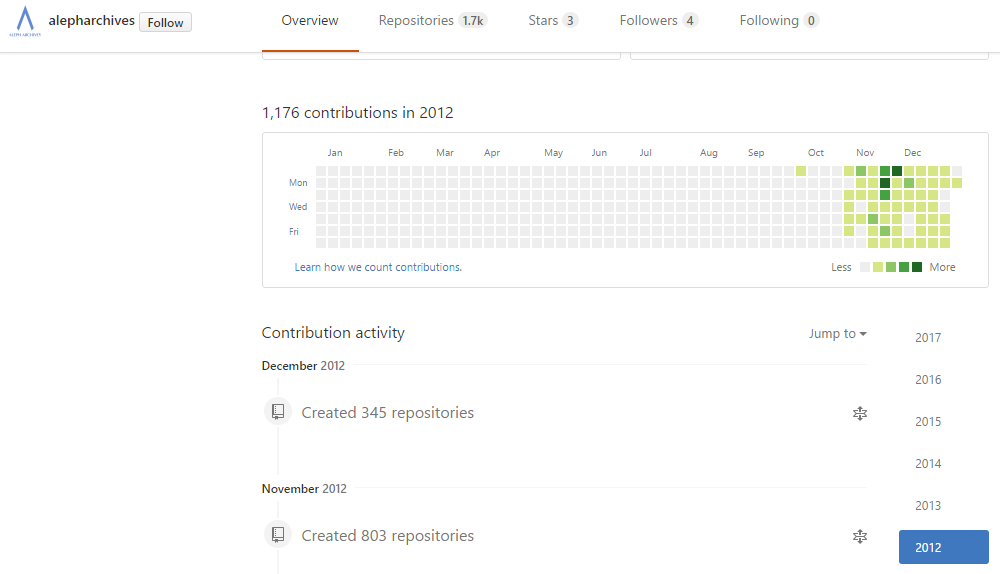 ALEPH ARCHIVES
alepharchives Follow
Overview Repositories 1.7k Stars 3 Followers 4 Following 0
1,176 contributions in 2012
Jan Feb Mar Apr May Jun Jul Aug Sep Oct Nov Dec
Mon
Wed
Fri
Learn how we count contributions. Less More
Contribution activity Jump to
2017
December 2012
2016
Created 345 repositories
2015
2014
November 2012
2013
Created 803 repositories
2012